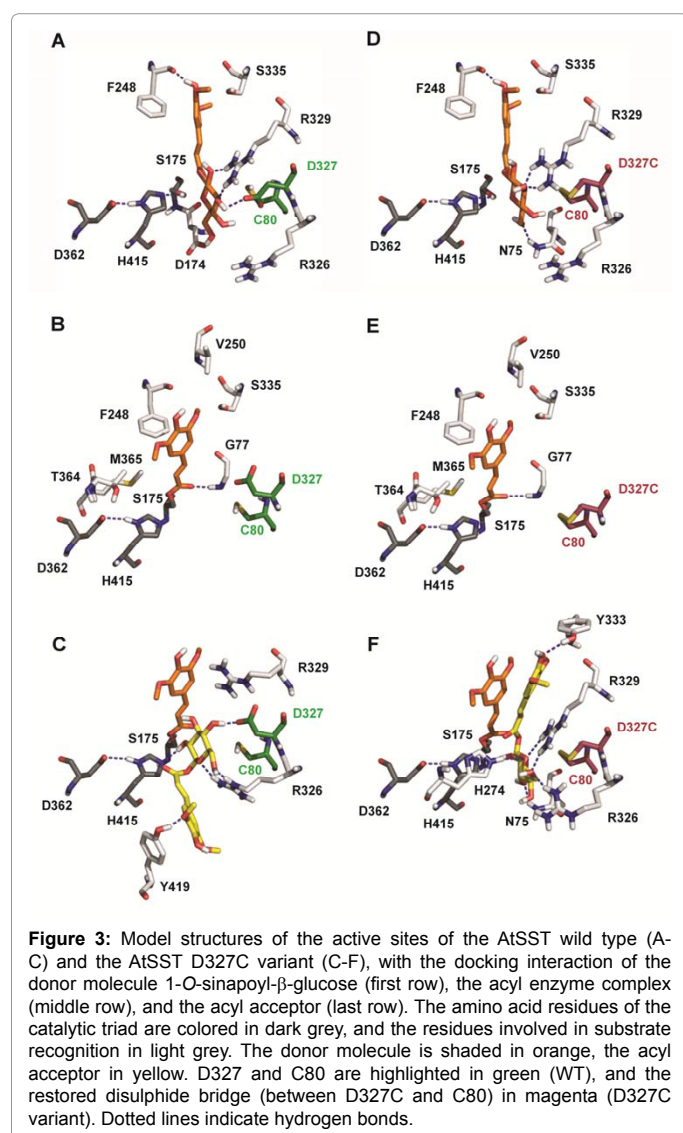 A
F248
S335
R329
S175
D327
C80
D362
H415
D174
R326
D
F248
S335
R329
S175
D327C
C80
D362
H415
N75
R326
B
V250
S335
F248
G77
M365
T364
S175
D327
C80
D362
H415
E
V250
S335
F248
G77
M365
T364
D327C
S175
C80
D362
H415
C
R329
D327
S175
C80
D362
H415
R326
Y419
F
Y333
R329
S175
D327C
C80
D362
H274
H415
N75
R326
Figure 3: Model structures of the active sites of the AtSST wild type (A-
C) and the AtSST D327C variant (C-F), with the docking interaction of the
donor molecule 1-O-sinapoyl-β-glucose (first row), the acyl enzyme complex
(middle row), and the acyl acceptor (last row). The amino acid residues of the
catalytic triad are colored in dark grey, and the residues involved in substrate
recognition in light grey. The donor molecule is shaded in orange, the acyl
acceptor in yellow. D327 and C80 are highlighted in green (WT), and the
restored disulphide bridge (between D327C and C80) in magenta (D327C
variant). Dotted lines indicate hydrogen bonds.